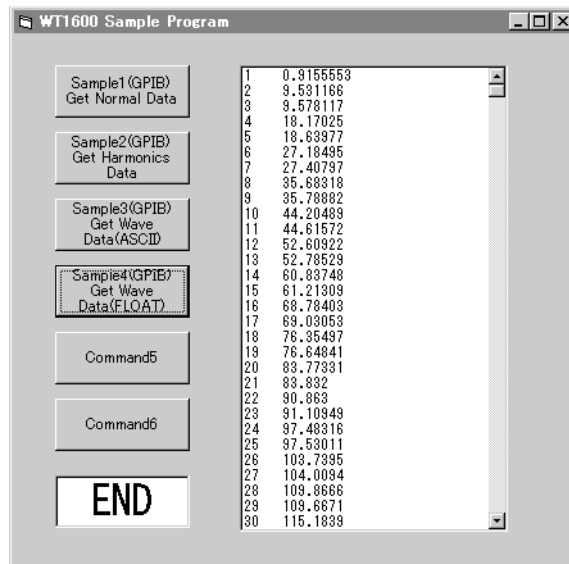 WT1600 Sample Program
Sample1(GPIB)
Get Normal Data
Sample2(GPIB)
Get Harmonics
Data
Sample3(GPIB)
Get Wave
Data(ASCII)
Sample4(GPIB)
Get Wave
Data(FLOAT)
Command5
Command6
END
1 0.9155553
2 9.531166
3 9.578117
4 18.17025
5 18.63977
6 27.18495
7 27.40797
8 35.68318
9 35.78882
10 44.20489
11 44.61572
12 52.60922
13 52.78529
14 60.83748
15 61.21309
16 68.78403
17 69.03053
18 76.35497
19 76.64841
20 83.77331
21 83.832
22 90.863
23 91.10949
24 97.48316
25 97.53011
26 103.7395
27 104.0094
28 109.8666
29 109.6671
30 115.1839